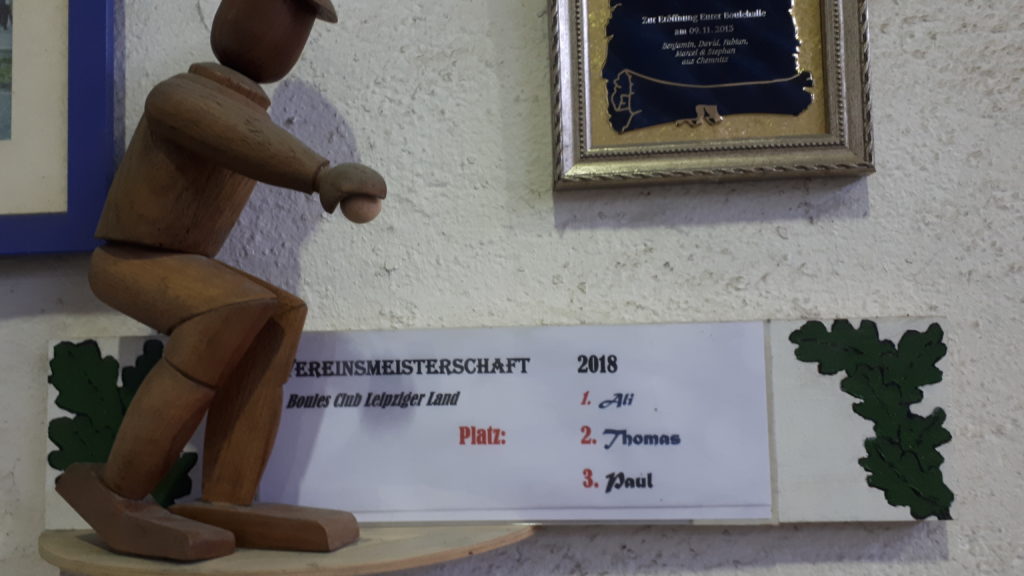 Zur Eröffnung Eurer Boulehalle
am 09.11.2013
Benjamin, David, Fabian,
Marcel & Stephan
aus Chemnitz
VEREINSMEISTERSCHAFT 2018
Boules Club Leipziger Land
1. Ali
Platz: 2. Thomas
3. Paul